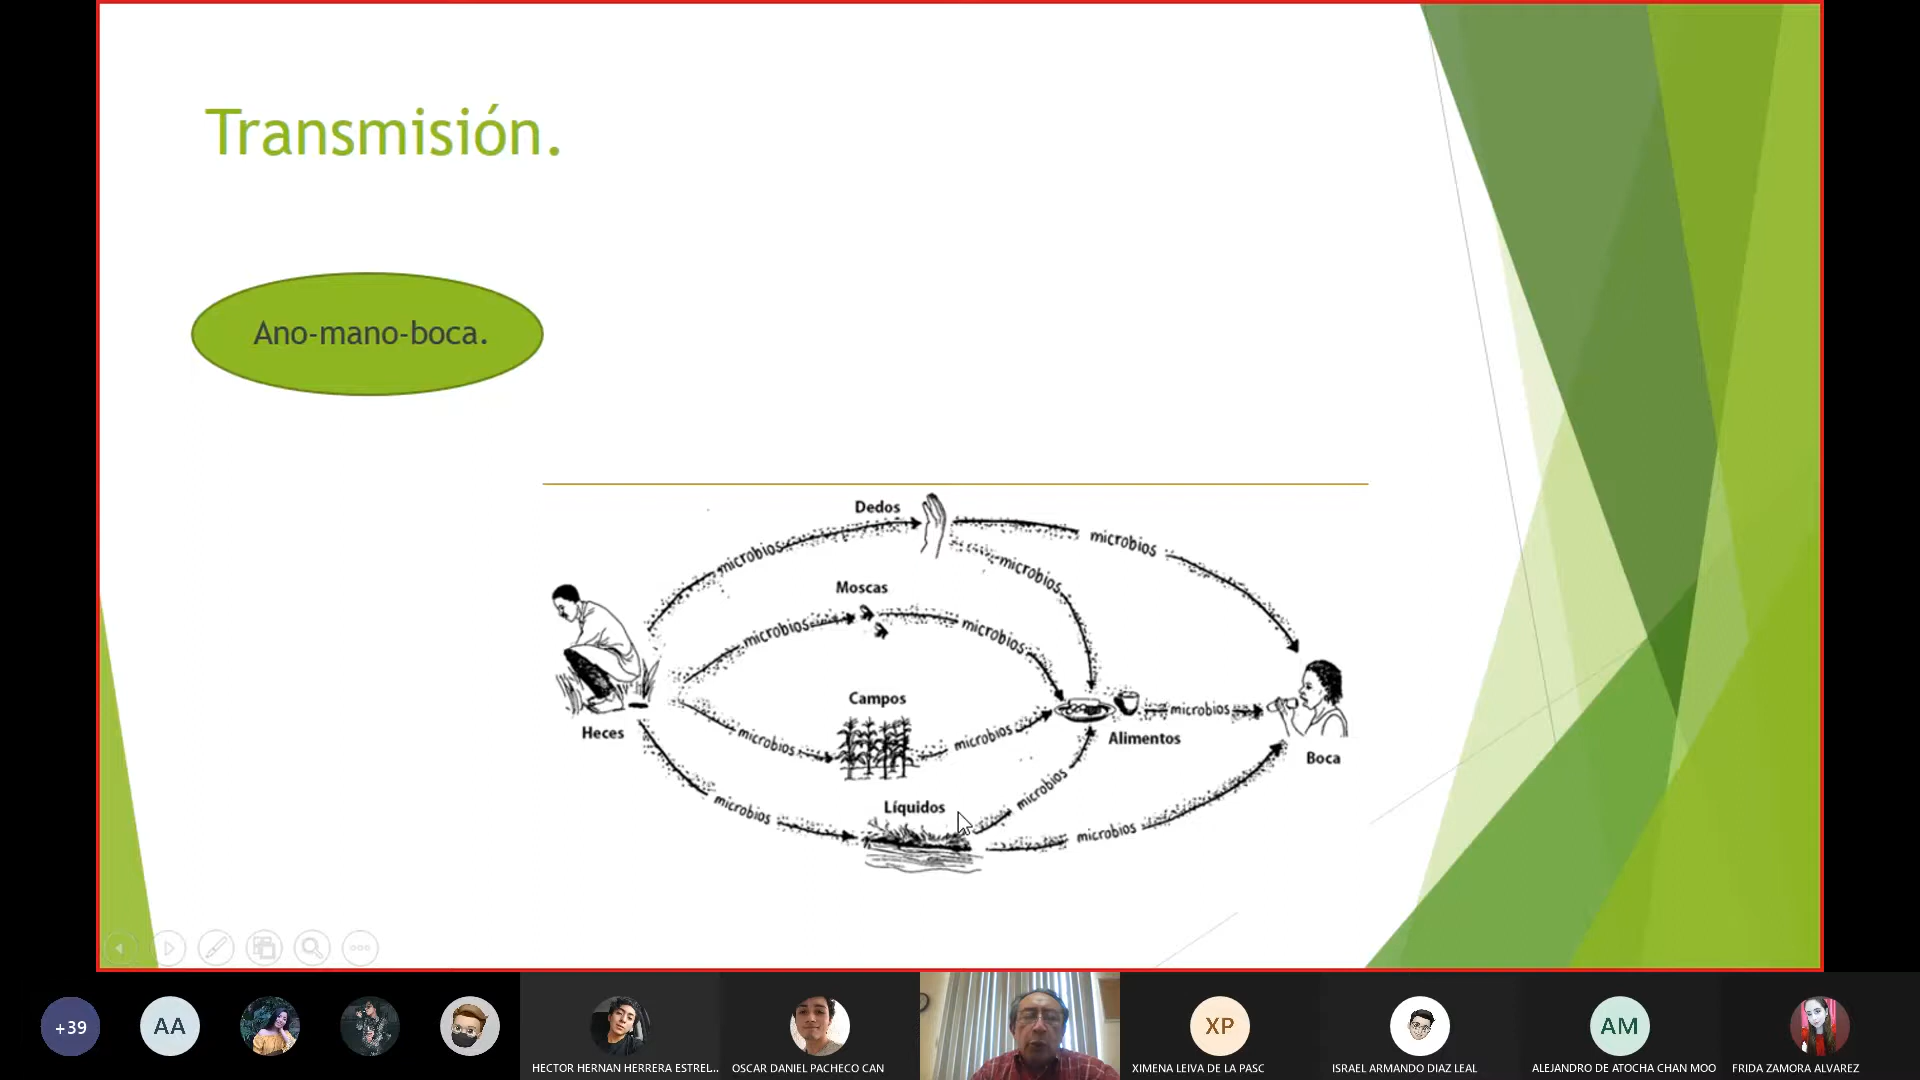 Transmisión.
Ano-mano-boca.
Dedos
microbios
microbios
microbios
Moscas
microbios
microbios
Campos
microbios
microbios
microbios
Heces
Alimentos
Boca
Líquidos
microbios
microbios
microbios
+39
AA
XP
AM
HECTOR HERNAN HERRERA ESTREL...
OSCAR DANIEL PACHECO CAN
XIMENA LEIVA DE LA PASC
ISRAEL ARMANDO DIAZ LEAL
ALEJANDRO DE ATOCHA CHAN MOO
FRIDA ZAMORA ALVAREZ